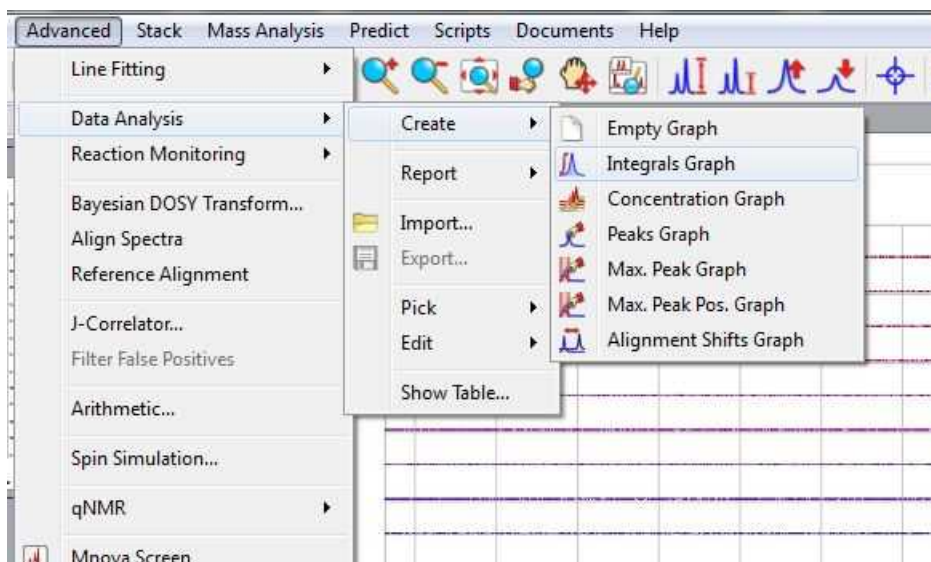 Advanced Stack Mass Analysis Predict Scripts Documents Help
Line Fitting
Data Analysis
Reaction Monitoring
Bayesian DOSY Transform...
Align Spectra
Reference Alignment
J-Correlator...
Filter False Positives
Arithmetic...
Spin Simulation...
qNMR
Mnova Screen
Create
Report
Import...
Export...
Pick
Edit
Show Table...
Empty Graph
Integrals Graph
Concentration Graph
Peaks Graph
Max. Peak Graph
Max. Peak Pos. Graph
Alignment Shifts Graph